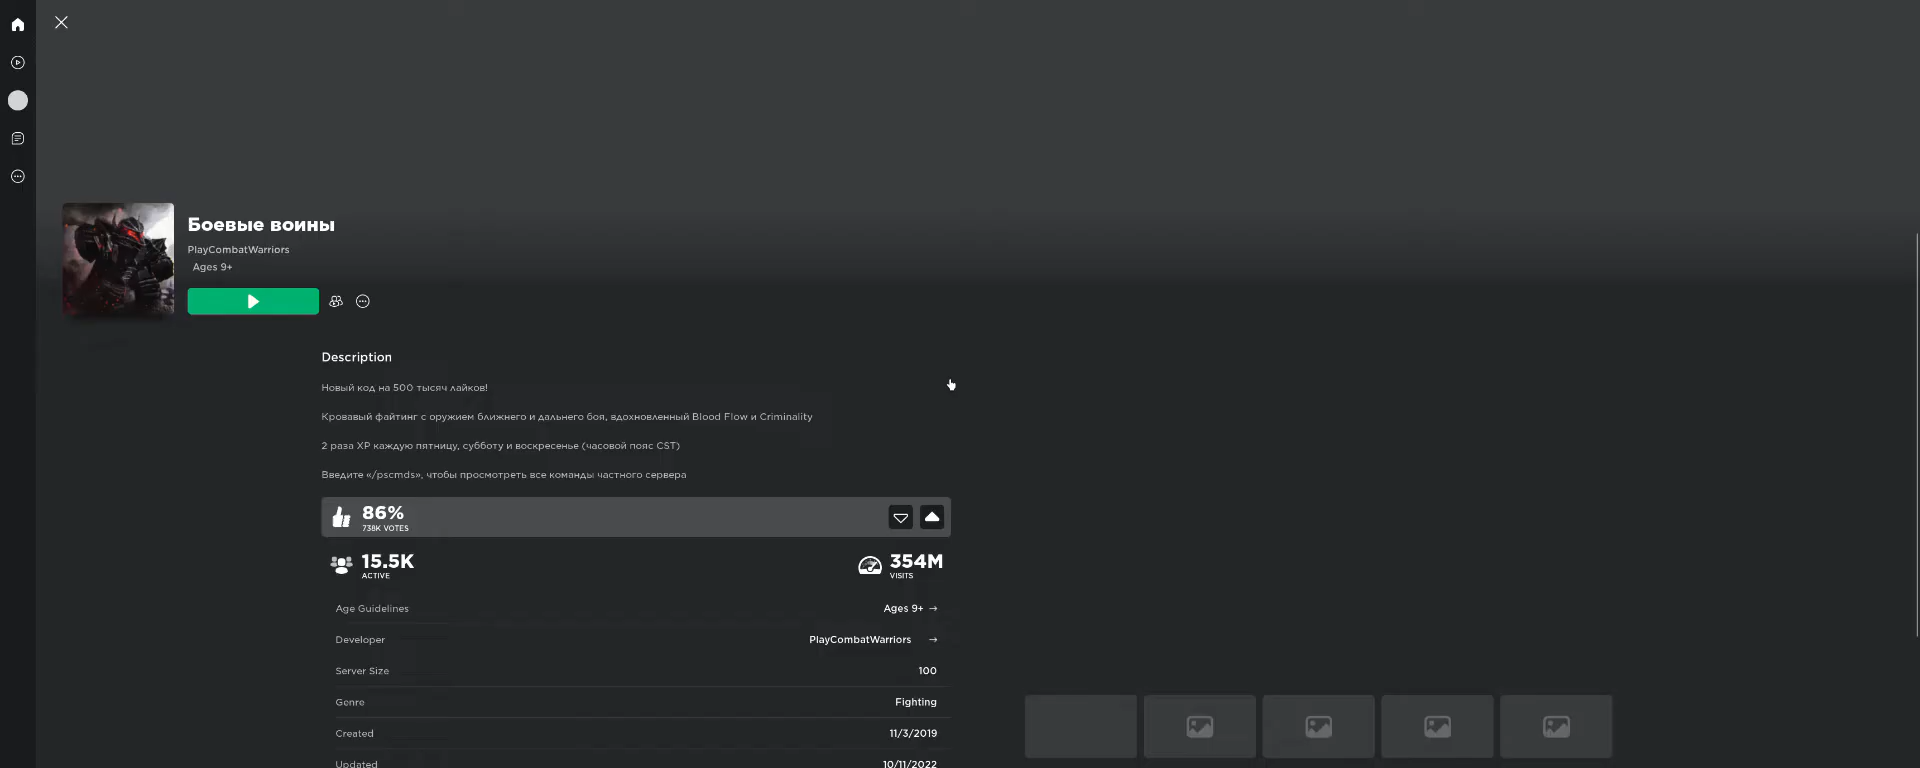 Боевые воины
PlayCombatWarriors
Ages 9+
Description
Новый код на 500 тысяч лайков!
Кровавый файтинг с оружием ближнего и дальнего боя, вдохновленный Blood Flow и Criminality
2 раза XP каждую пятницу, субботу и воскресенье (часовой пояс CST)
Введите «/pscmds», чтобы просмотреть все команды частного сервера
86%
738K VOTES
15.5K
ACTIVE
354M
VISITS
Age Guidelines
Ages 9+
Developer
PlayCombatWarriors
Server Size
100
Genre
Fighting
Created
11/3/2019
Updated
10/11/2022